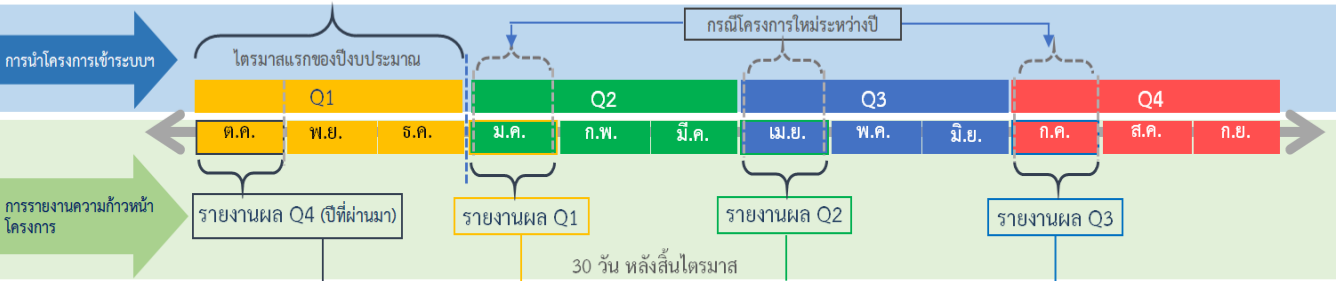 กรณีโครงการใหม่ระหว่างปี
การนำโครงการเข้าระบบฯ
ไตรมาสแรกของปีงบประมาณ
Q1 Q2 Q3 Q4
ต.ค. พ.ย. ธ.ค. ม.ค. ก.พ. มี.ค. เม.ย. พ.ค. มิ.ย. ก.ค. ส.ค. ก.ย.
การรายงานความก้าวหน้า
โครงการ
รายงานผล Q4 (ปีที่ผ่านมา)
รายงานผล Q1
รายงานผล Q2
รายงานผล Q3
30 วัน หลังสิ้นไตรมาส